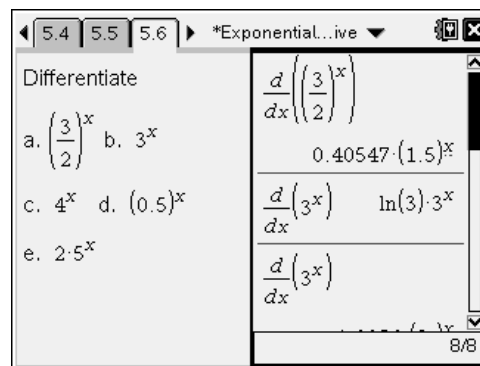 5.4 5.5 5.6 *Exponential...ive
Differentiate
a. (3/2)^x b. 3^x
c. 4^x d. (0.5)^x
e. 2·5^x
d/dx((3/2)^x)
0.40547·(1.5)^x
d/dx(3^x) ln(3)·3^x
d/dx(3^x)
8/8